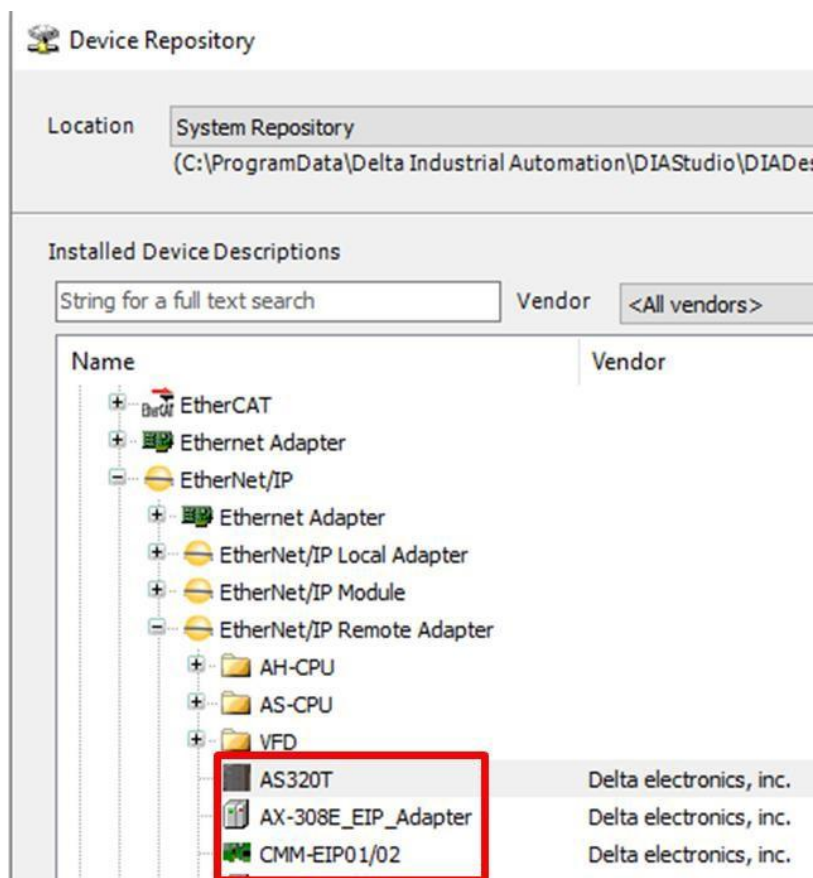 Device Repository
Location System Repository
(C:\ProgramData\Delta Industrial Automation\DIAStudio\DIADes
Installed Device Descriptions
String for a full text search Vendor <All vendors>
Name Vendor
EtherCAT EtherCAT
Ethernet Adapter
EtherNet/IP
Ethernet Adapter
EtherNet/IP Local Adapter
EtherNet/IP Module
EtherNet/IP Remote Adapter
AH-CPU
AS-CPU
VFD
AS320T Delta electronics, inc.
AX-308E_EIP_Adapter Delta electronics, inc.
CMM-EIP01/02 Delta electronics, inc.